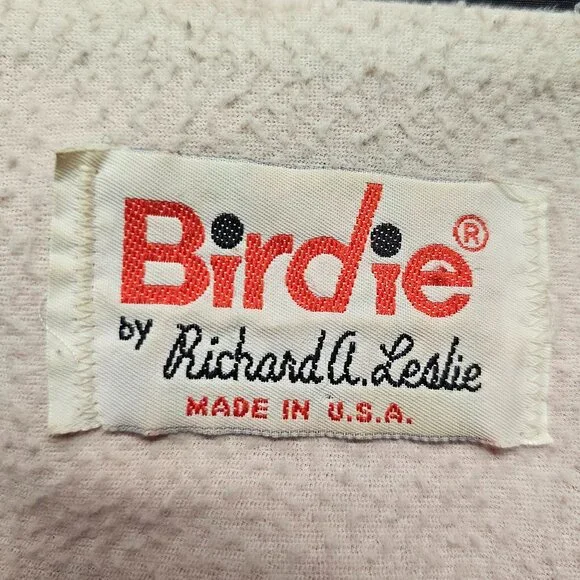 Birdie®
by Richard A. Leslie
MADE IN U.S.A.